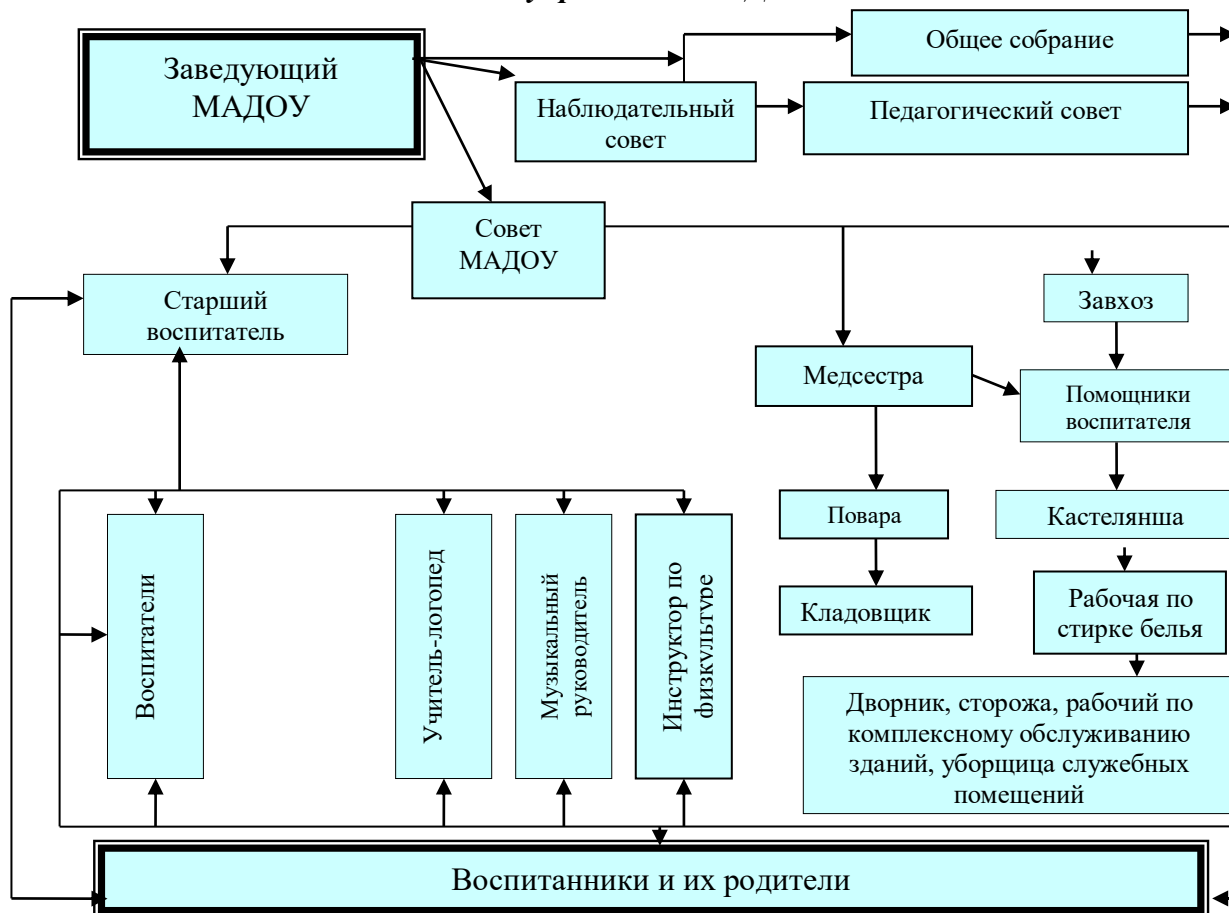 Заведующий
МАДОУ
Общее собрание
Наблюдательный
совет
Педагогический совет
Совет
МАДОУ
Старший
воспитатель
Завхоз
Медсестра
Помощники
воспитателя
Повара
Кастелянша
Воспитатели
Учитель-логопед
Музыкальный
руководитель
Инструктор по
физкультуре
Кладовщик
Рабочая по
стирке белья
Дворник, сторожа, рабочий по
комплексному обслуживанию
зданий, уборщица служебных
помещений
Воспитанники и их родители